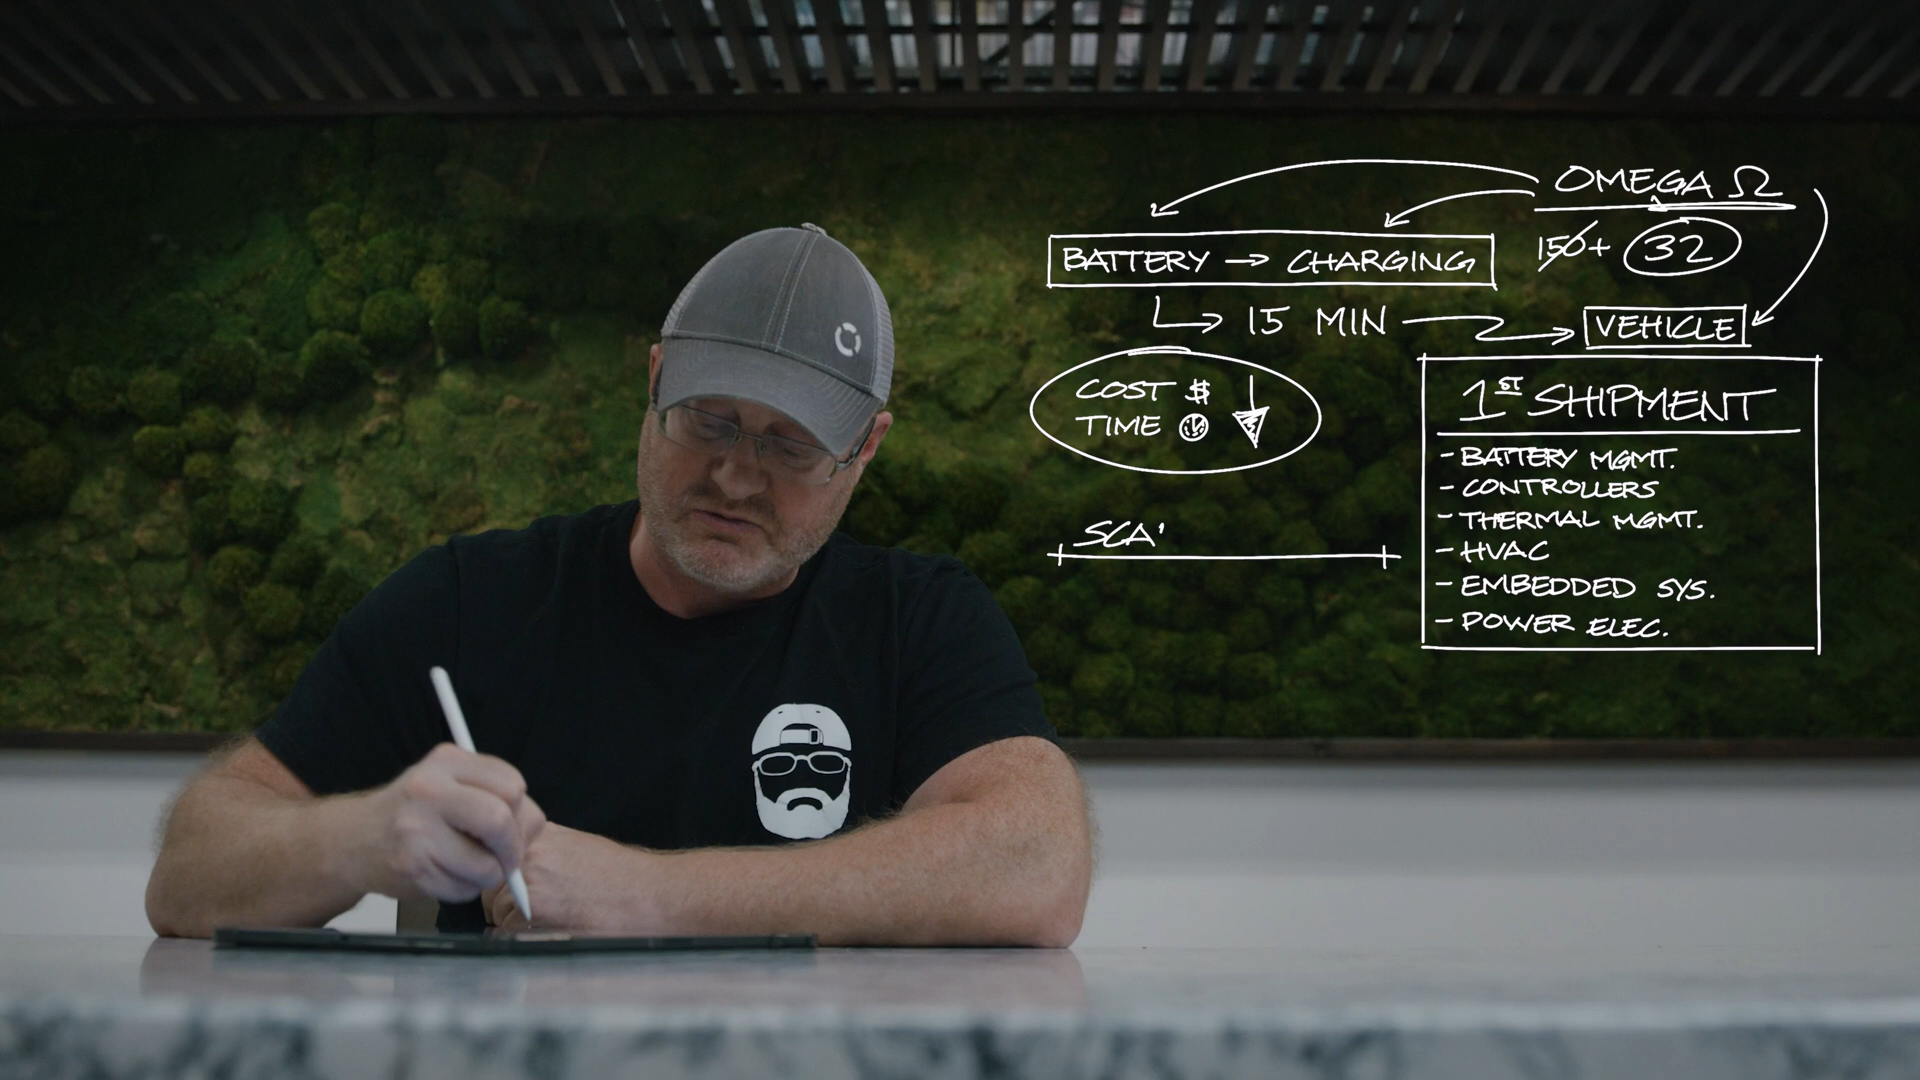 OMEGA Ω
150+ 32
BATTERY → CHARGING
→ 15 MIN → VEHICLE
COST $
TIME
1ST SHIPMENT
- BATTERY MGMT.
- CONTROLLERS
- THERMAL MGMT.
- HVAC
- EMBEDDED SYS.
- POWER ELEC.
SCA'